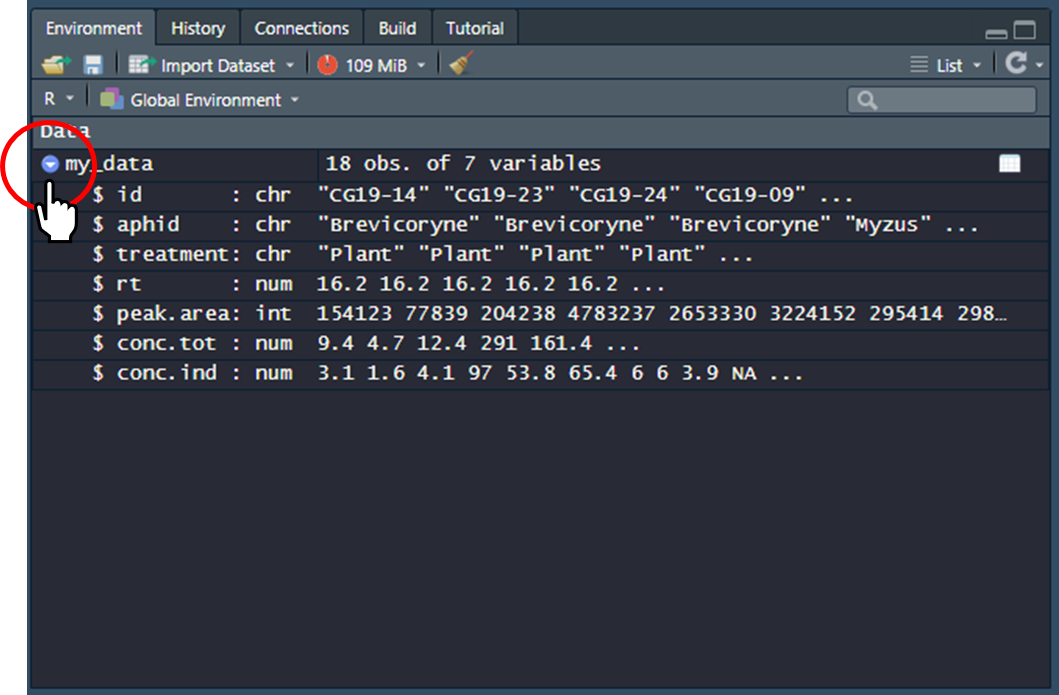 Environment History Connections Build Tutorial
Import Dataset 109 MiB List
R Global Environment
Data
my_data 18 obs. of 7 variables
$ id : chr "CG19-14" "CG19-23" "CG19-24" "CG19-09" ...
$ aphid : chr "Brevicoryne" "Brevicoryne" "Brevicoryne" "Myzus" ...
$ treatment: chr "Plant" "Plant" "Plant" "Plant" ...
$ rt : num 16.2 16.2 16.2 16.2 16.2 ...
$ peak.area: int 154123 77839 204238 4783237 2653330 3224152 295414 298…
$ conc.tot : num 9.4 4.7 12.4 291 161.4 ...
$ conc.ind : num 3.1 1.6 4.1 97 53.8 65.4 6 6 3.9 NA ...